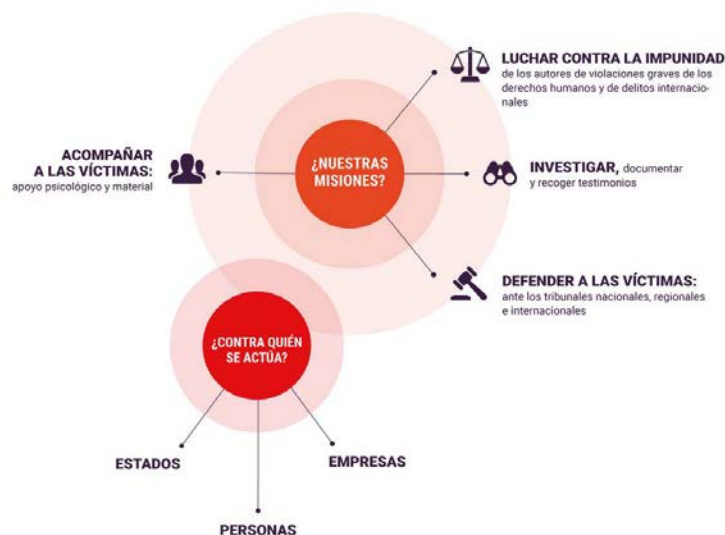 LUCHAR CONTRA LA IMPUNIDAD
de los autores de violaciones graves de los
derechos humanos y de delitos internacio-
nales
ACOMPAÑAR
A LAS VÍCTIMAS:
apoyo psicológico y material
¿NUESTRAS
MISIONES?
INVESTIGAR, documentar
y recoger testimonios
DEFENDER A LAS VÍCTIMAS:
ante los tribunales nacionales, regionales
e internacionales
¿CONTRA QUIÉN
SE ACTÚA?
ESTADOS
EMPRESAS
PERSONAS